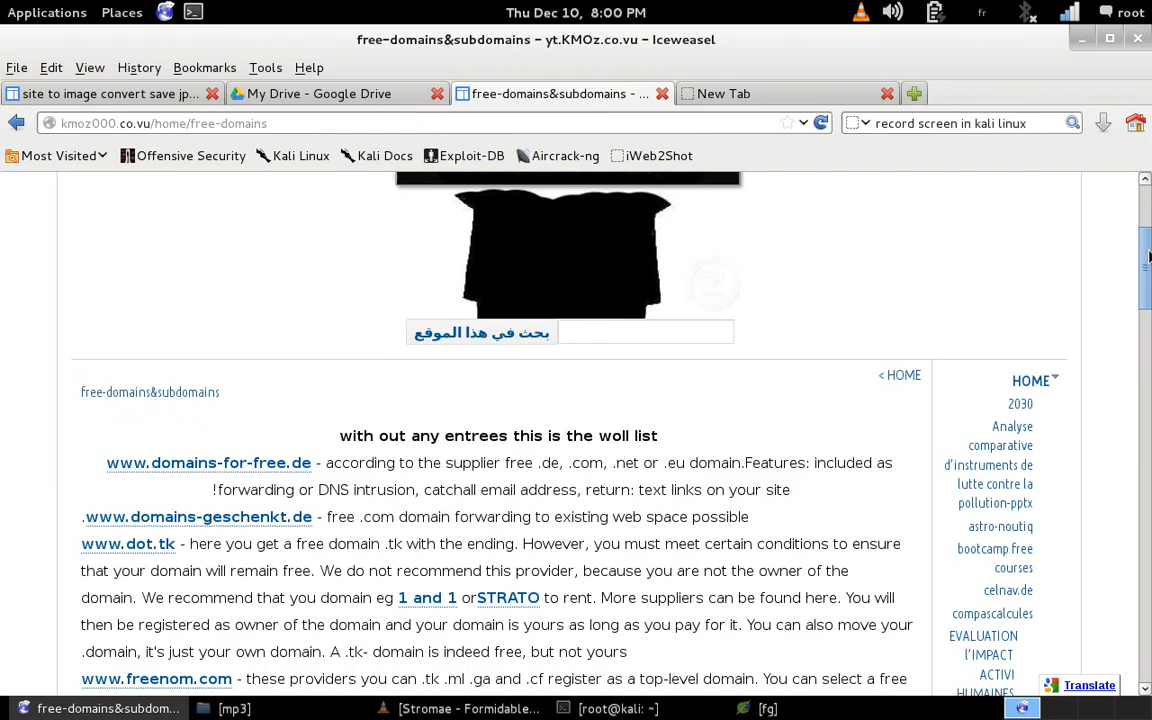 Applications Places Thu Dec 10, 8:00 PM fr root
free-domains&subdomains - yt.KMOz.co.vu - Iceweasel
File Edit View History Bookmarks Tools Help
site to image convert save jp... My Drive - Google Drive free-domains&subdomains - ... New Tab
kmoz000.co.vu/home/free-domains record screen in kali linux
Most Visited Offensive Security Kali Linux Kali Docs Exploit-DB Aircrack-ng iWeb2Shot
بحث في هذا الموقع
< HOME
free-domains&subdomains
with out any entrees this is the woll list
www.domains-for-free.de - according to the supplier free .de, .com, .net or .eu domain.Features: included as
!forwarding or DNS intrusion, catchall email address, return: text links on your site
.www.domains-geschenkt.de - free .com domain forwarding to existing web space possible
www.dot.tk - here you get a free domain .tk with the ending. However, you must meet certain conditions to ensure
that your domain will remain free. We do not recommend this provider, because you are not the owner of the
domain. We recommend that you domain eg 1 and 1 orSTRATO to rent. More suppliers can be found here. You will
then be registered as owner of the domain and your domain is yours as long as you pay for it. You can also move your
.domain, it's just your own domain. A .tk- domain is indeed free, but not yours
www.freenom.com - these providers you can .tk .ml .ga and .cf register as a top-level domain. You can select a free
HOME
2030
Analyse
comparative
d'instruments de
lutte contre la
pollution-pptx
astro-noutiq
bootcamp free
courses
celnav.de
compascalcules
EVALUATION
l'IMPACT
ACTIVI
HUMAINES
Translate
free-domains&subdom... [mp3] [Stromae - Formidable... [root@kali: ~] [fg]